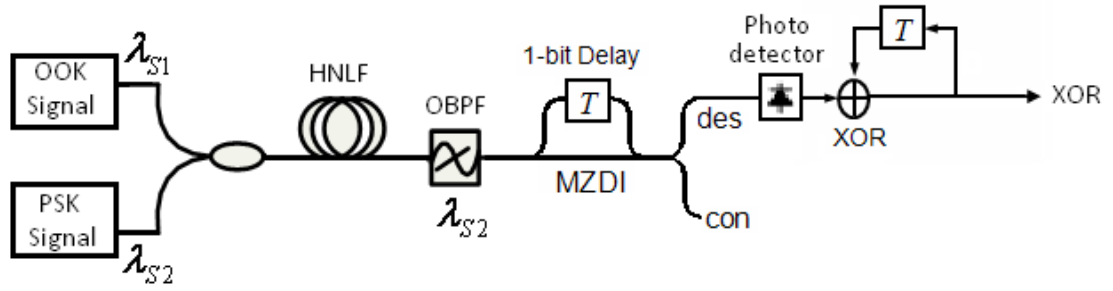 OOK
Signal
λS1
PSK
Signal
λS2
HNLF
OBPF
λS2
1-bit Delay
T
MZDI
des
con
Photo
detector
T
XOR
XOR